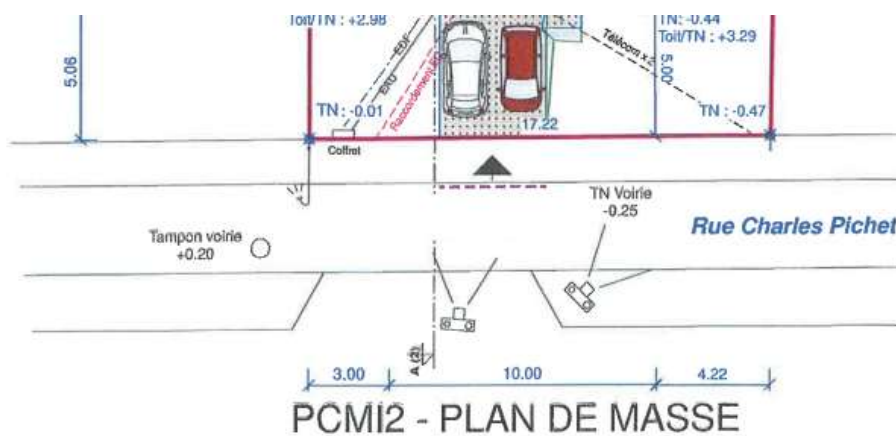 Toit/TN : +2.98
TN: -0.44
Toit/TN : +3.29
5.06
EDF
EAU
Raccordement
Télécom x 2
5.00
TN : -0.01
TN : -0.47
17.22
Coffret
TN Voirie
-0.25
Rue Charles Pichet
Tampon voirie
+0.20
A (2)
3.00
10.00
4.22
PCMI2 - PLAN DE MASSE